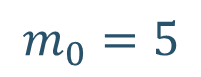 m₀ = 5